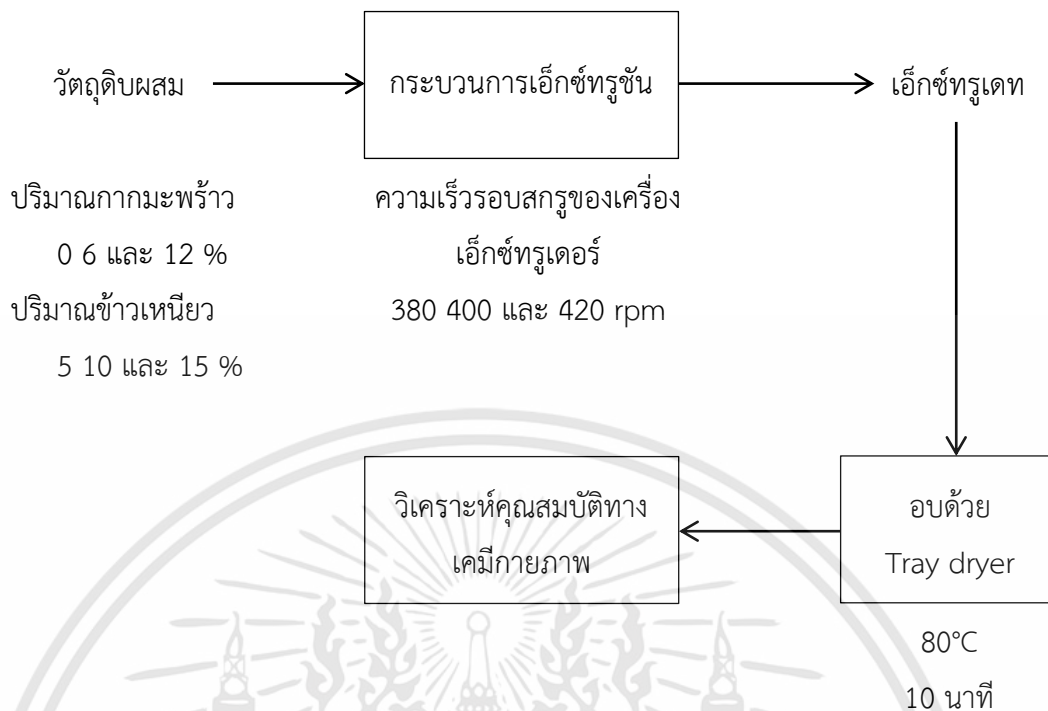 วัตถุดิบผสม
กระบวนการเอ็กซ์ทรูชัน
เอ็กซ์ทรูเดท
ปริมาณกากมะพร้าว
0 6 และ 12 %
ปริมาณข้าวเหนียว
5 10 และ 15 %
ความเร็วรอบสกรูของเครื่อง
เอ็กซ์ทรูเดอร์
380 400 และ 420 rpm
อบด้วย
Tray dryer
80°C
10 นาที
วิเคราะห์คุณสมบัติทาง
เคมีกายภาพ